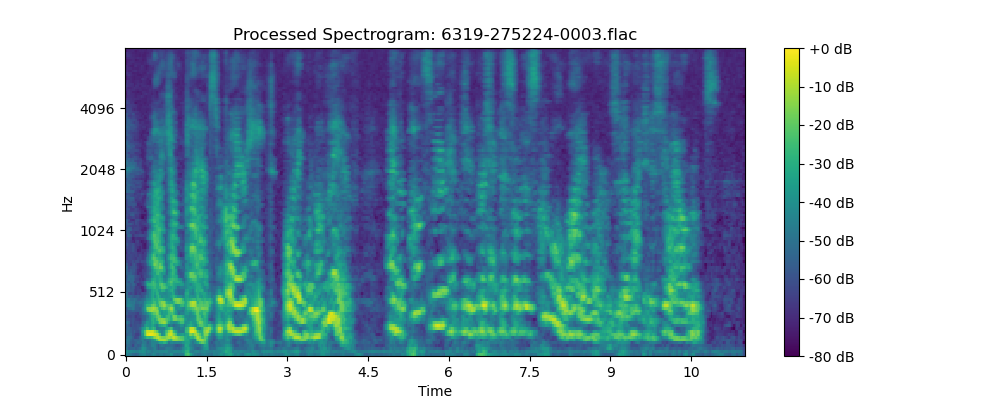 Processed Spectrogram: 6319-275224-0003.flac
Hz
4096
2048
1024
512
0
0 1.5 3 4.5 6 7.5 9 10
Time
+0 dB
-10 dB
-20 dB
-30 dB
-40 dB
-50 dB
-60 dB
-70 dB
-80 dB